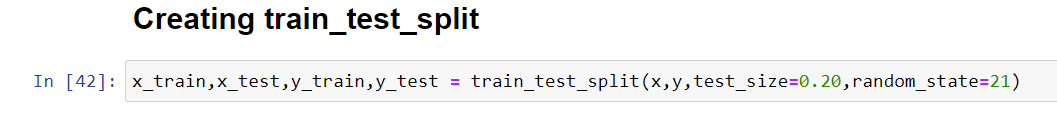 Creating train_test_split
In [42]: x_train,x_test,y_train,y_test = train_test_split(x,y,test_size=0.20,random_state=21)